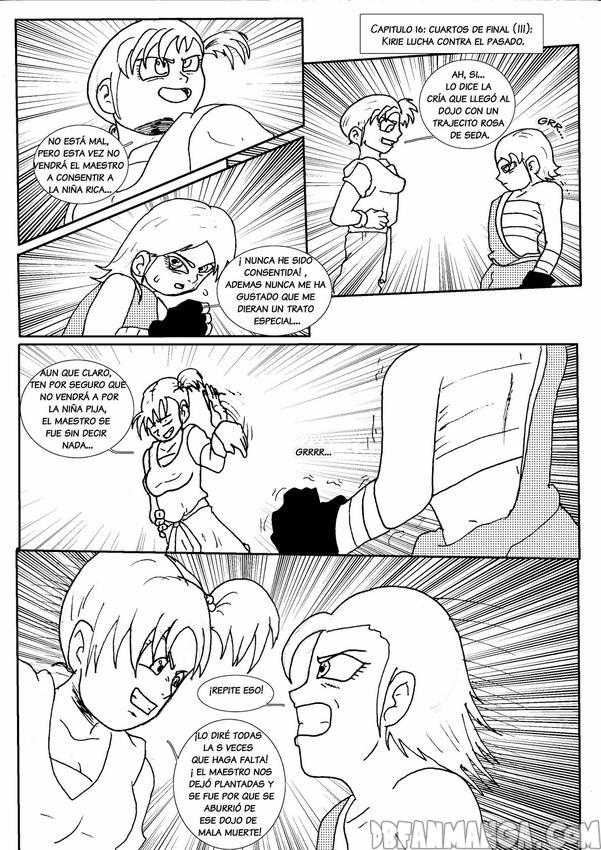 CAPITULO 16: CUARTOS DE FINAL (III):
KIRIE LUCHA CONTRA EL PASADO.
NO ESTÁ MAL,
PERO ESTA VEZ NO
VENDRÁ EL MAESTRO
A CONSENTIR A
LA NIÑA RICA...
AH, SI...
LO DICE LA
CRÍA QUE LLEGÓ AL
DOJO CON UN
TRAJECITO ROSA
DE SEDA.
GRR..
¡ NUNCA HE SIDO
CONSENTIDA! ,
ADEMAS NUNCA ME HA
GUSTADO QUE ME
DIERAN UN TRATO
ESPECIAL...
AUN QUE CLARO,
TEN POR SEGURO QUE
NO VENDRÁ A POR
LA NIÑA PIJA,
EL MAESTRO SE
FUE SIN DECIR
NADA...
GRRRR...
¡REPITE ESO!
¡LO DIRÉ TODAS
LA S VECES
QUE HAGA FALTA!
¡ EL MAESTRO NOS
DEJÓ PLANTADAS Y
SE FUE POR QUE SE
ABURRIÓ DE
ESE DOJO DE
MALA MUERTE!
DBFANMANGA.COM